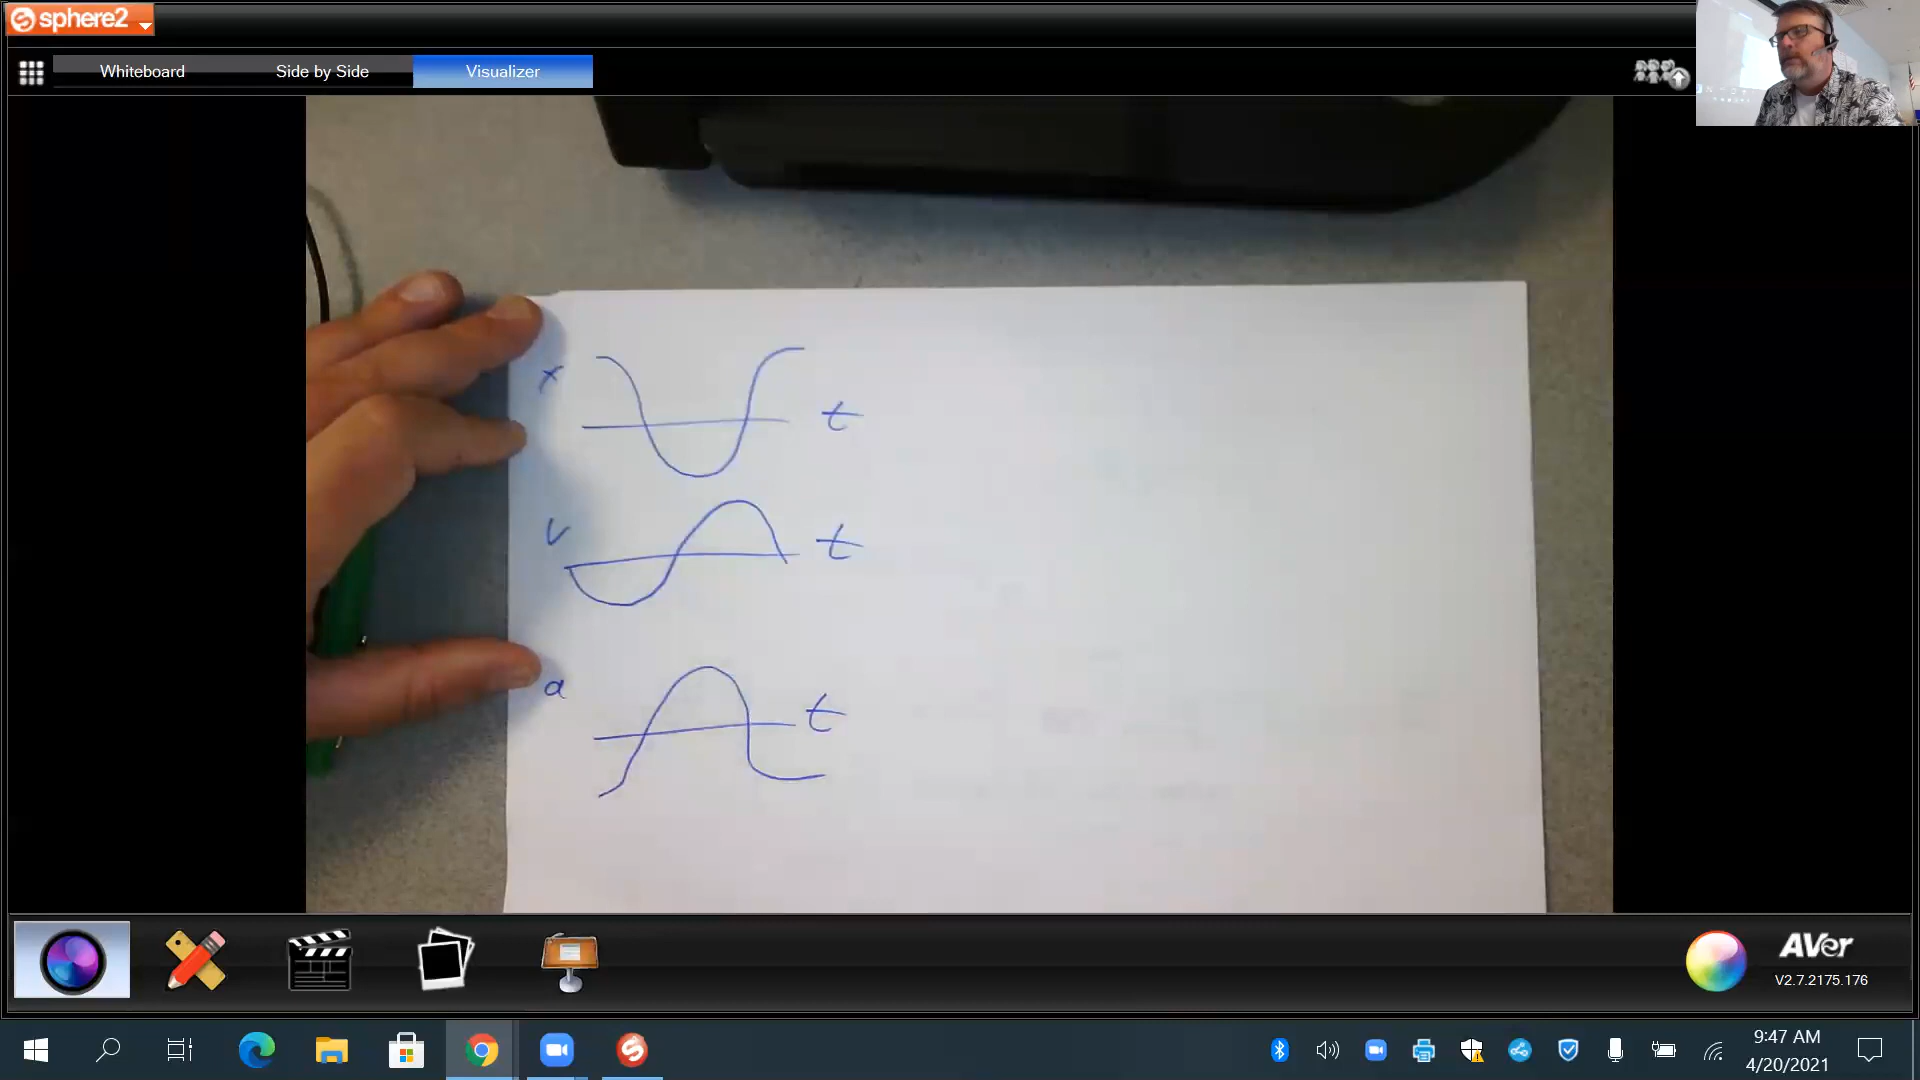 sphere2
Whiteboard Side by Side Visualizer
x
t
v
t
a
t
AVer
V2.7.2175.176
9:47 AM
4/20/2021